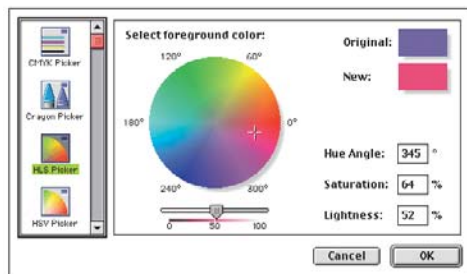 CMYK Picker
Crayon Picker
HLS Picker
HSV Picker
Select foreground color:
120°
60°
180°
0°
240°
300°
0
50
100
Original:
New:
Hue Angle: 345 °
Saturation: 64 %
Lightness: 52 %
Cancel
OK